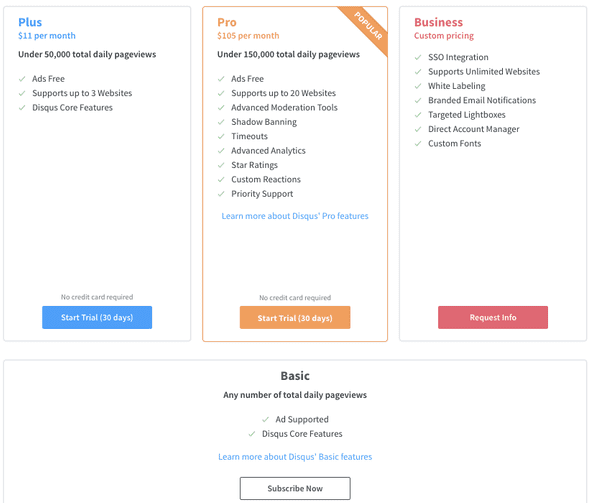 Plus
$11 per month
Under 50,000 total daily pageviews
Ads Free
Supports up to 3 Websites
Disqus Core Features
No credit card required
Start Trial (30 days)
POPULAR
Pro
$105 per month
Under 150,000 total daily pageviews
Ads Free
Supports up to 20 Websites
Advanced Moderation Tools
Shadow Banning
Timeouts
Advanced Analytics
Star Ratings
Custom Reactions
Priority Support
Learn more about Disqus' Pro features
No credit card required
Start Trial (30 days)
Business
Custom pricing
SSO Integration
Supports Unlimited Websites
White Labeling
Branded Email Notifications
Targeted Lightboxes
Direct Account Manager
Custom Fonts
Request Info
Basic
Any number of total daily pageviews
Ad Supported
Disqus Core Features
Learn more about Disqus' Basic features
Subscribe Now